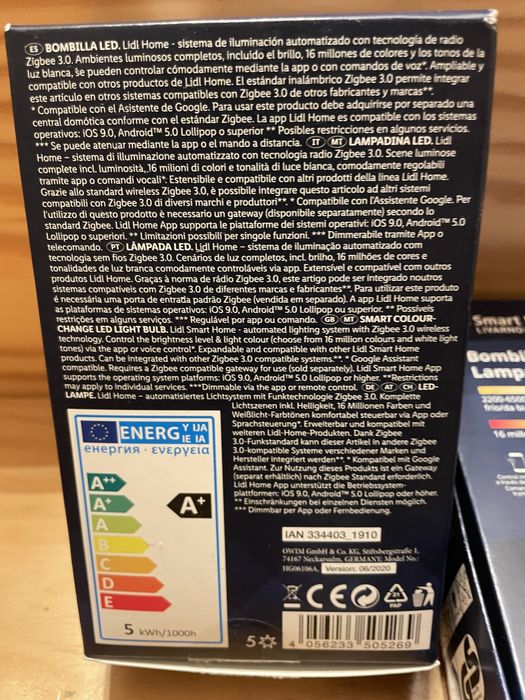 ES BOMBILLA LED. Lidl Home - sistema de iluminación automatizado con tecnología de radio
Zigbee 3.0. Ambientes luminosos completos, incluido el brillo, 16 millones de colores y los tonos de la
luz blanca, se pueden controlar cómodamente mediante la app o con comandos de voz*. Ampliable y
compatible con otros productos de Lidl Home. El estándar inalámbrico Zigbee 3.0 permite integrar
este artículo en otros sistemas compatibles con Zigbee 3.0 de otros fabricantes y marcas**.
* Compatible con el Asistente de Google. Para usar este producto debe adquirirse por separado una
central domótica conforme con el estándar Zigbee. La app Lidl Home es compatible con los sistemas
operativos: iOS 9.0, Android™ 5.0 Lollipop o superior ** Posibles restricciones en algunos servicios.
*** Se puede atenuar mediante la app o el mando a distancia. IT MT LAMPADINA LED. Lidl
Home – sistema di illuminazione automatizzato con tecnologia radio Zigbee 3.0. Scene luminose
complete incl. luminosità, 16 milioni di colori e tonalità di luce bianca, comodamente regolabili
tramite app o comandi vocali*. Estensibile e compatibile con altri prodotti della linea Lidl Home.
Grazie allo standard wireless Zigbee 3.0, è possibile integrare questo articolo ad altri sistemi
compatibili con Zigbee 3.0 di diversi marchi e produttori**. * Compatibile con l'Assistente Google. Per
l'utilizzo di questo prodotto è necessario un gateway (disponibile separatamente) secondo lo
standard Zigbee. Lidl Home App supporta le piattaforme dei sistemi operativi: iOS 9.0, Android™ 5.0
Lollipop o superiori. ** Limitazioni possibili per singole funzioni. *** Dimmerabile tramite App o
telecomando. PT LÂMPADA LED. Lidl Home – sistema de iluminação automatizado com
tecnologia sem fios Zigbee 3.0. Cenários de luz completos, incl. brilho, 16 milhões de cores e
tonalidades de luz branca comodamente controláveis via app. Extensível e compatível com outros
produtos Lidl Home. Graças à norma de rádio Zigbee 3.0, este artigo pode ser integrado noutros
sistemas compatíveis com Zigbee 3.0 de diferentes marcas e fabricantes**. Para utilizar este produto
é necessária uma porta de entrada padrão Zigbee (vendida em separado). A app Lidl Home suporta
as plataformas de sistemas operativos: iOS 9.0, Android™ 5.0 Lollipop ou superior. ** Possíveis
restrições em alguns serviços. *** Regulável por app ou comando. GB MT SMART COLOUR-
CHANGE LED LIGHT BULB. Lidl Smart Home - automated lighting system with Zigbee 3.0 wireless
technology. Control the brightness level & light colour (choose from 16 million colours and white light
tones) via the app or voice control*. Expandable and compatible with other Lidl Smart Home
products. Can be integrated with other Zigbee 3.0 compatible systems**. * Google Assistant
compatible. Requires a Zigbee compatible gateway for use (sold separately). Lidl Smart Home App
supports the operating system platforms: iOS 9.0, Android™ 5.0 Lollipop or higher. **Restrictions
may apply to individual services. ***Dimmable via the app or remote control. DE AT CH LED-
LAMPE. Lidl Home – automatisiertes Lichtsystem mit Funktechnologie Zigbee 3.0. Komplette
Lichtszenen inkl. Helligkeit, 16 Millionen Farben und
Weißlicht-Farbtönen komfortabel steuerbar via App oder
Sprachsteuerung*. Erweiterbar und kompatibel mit
weiteren Lidl-Home-Produkten. Dank Zigbee
3.0-Funkstandard kann dieser Artikel in andere Zigbee
3.0-kompatible Systeme verschiedener Marken und
Hersteller integriert werden**. * Kompatibel mit Google
Assistant. Zur Nutzung dieses Produkts ist ein Gateway
(separat erhältlich) nach Zigbee Standard erforderlich.
Lidl Home App unterstützt die Betriebssystem-
plattformen: iOS 9.0, Android™ 5.0 Lollipop oder höher.
** Einschränkungen bei einzelnen Diensten möglich.
*** Dimmbar per App oder Fernbedienung.
ENERG Y UA
IE IA
енергия · ενεργεια
A++
A+
A
B
C
D
E
A+
5 kWh/1000h
5
IAN 334403_1910
OWIM GmbH & Co. KG, Stiftsbergstraße 1,
74167 Neckarsulm, GERMANY. Model No.:
HG06106A, Version: 06/2020
CE
21
PAP
4 056233 505269
Smart
LIVARNO
Bombi
Lampa
2200-6500
16 mil